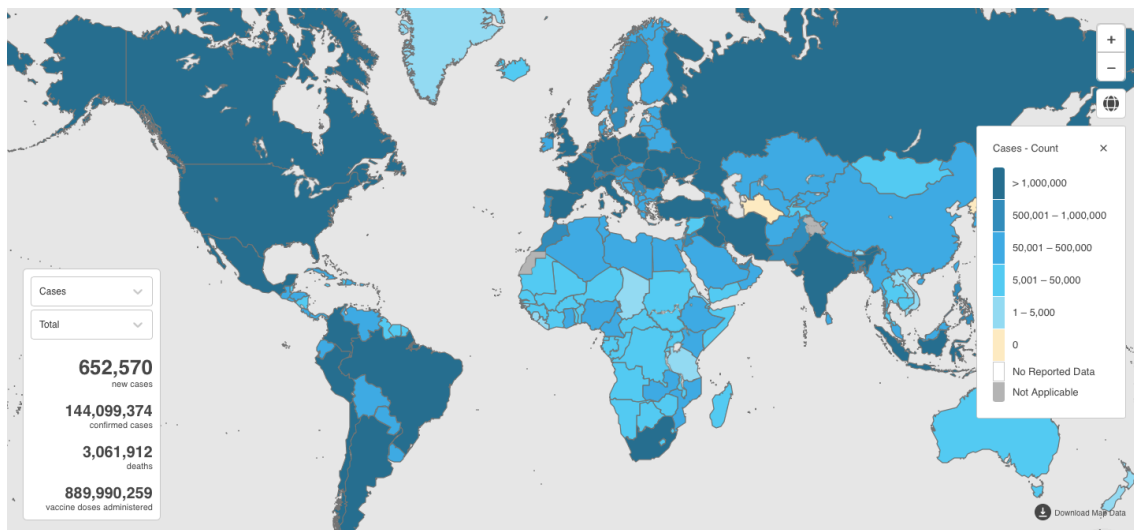 +
−
Cases - Count ×
> 1,000,000
500,001 – 1,000,000
50,001 – 500,000
5,001 – 50,000
1 – 5,000
0
No Reported Data
Not Applicable
Cases
Total
652,570
new cases
144,099,374
confirmed cases
3,061,912
deaths
889,990,259
vaccine doses administered
Download Map Data